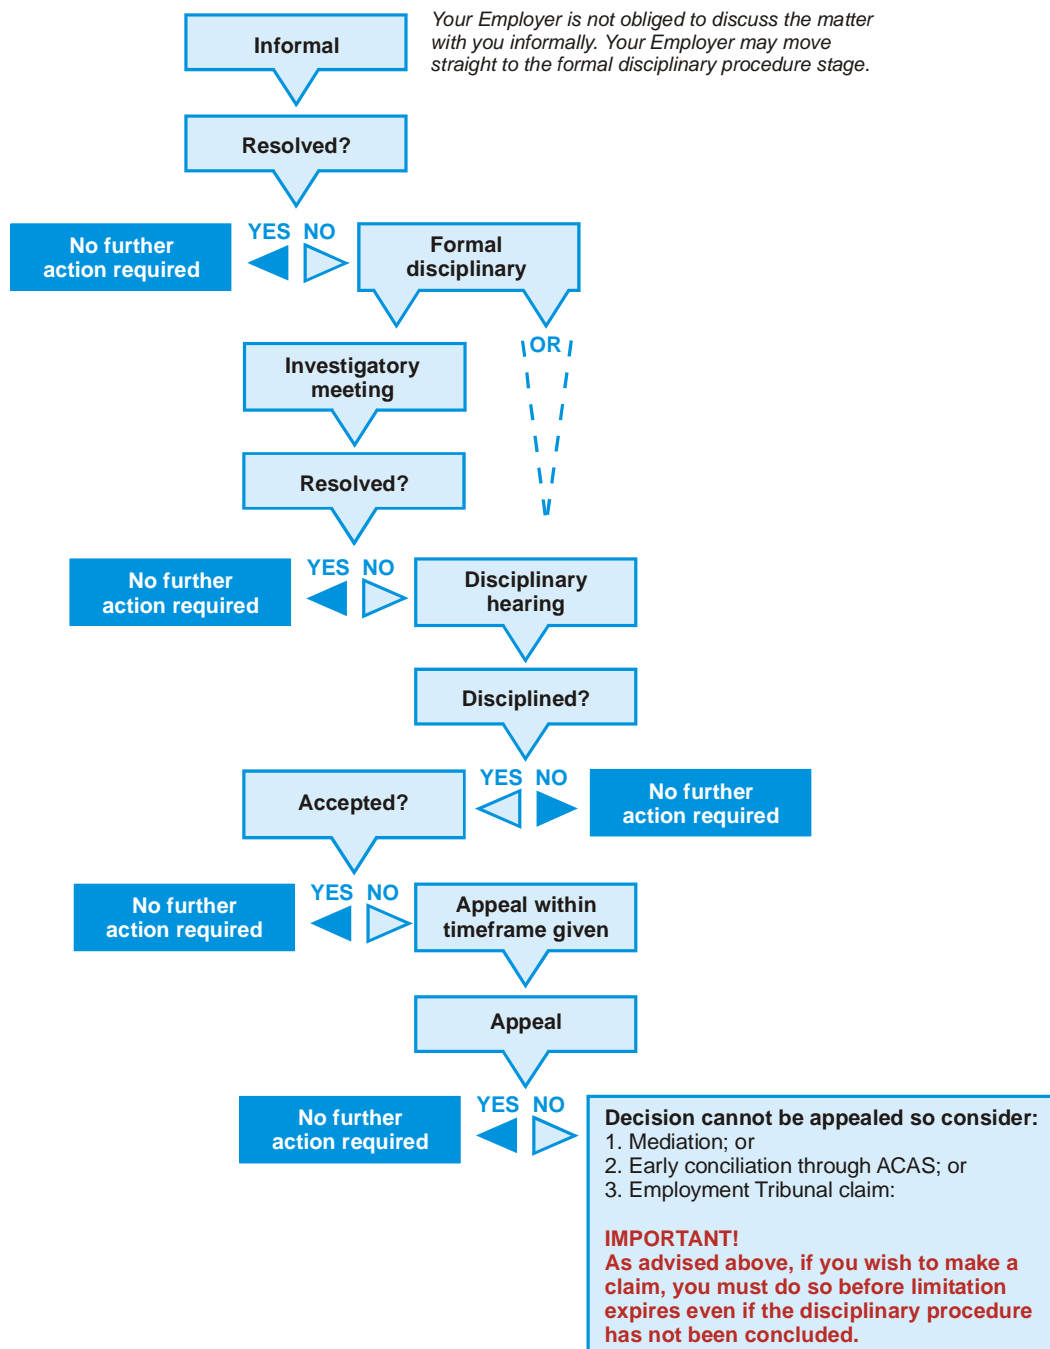 Informal
Your Employer is not obliged to discuss the matter
with you informally. Your Employer may move
straight to the formal disciplinary procedure stage.
Resolved?
YES NO
No further
action required
Formal
disciplinary
OR
Investigatory
meeting
Resolved?
YES NO
No further
action required
Disciplinary
hearing
Disciplined?
YES NO
Accepted?
No further
action required
YES NO
No further
action required
Appeal within
timeframe given
Appeal
YES NO
No further
action required
Decision cannot be appealed so consider:
1. Mediation; or
2. Early conciliation through ACAS; or
3. Employment Tribunal claim:
IMPORTANT!
As advised above, if you wish to make a
claim, you must do so before limitation
expires even if the disciplinary procedure
has not been concluded.